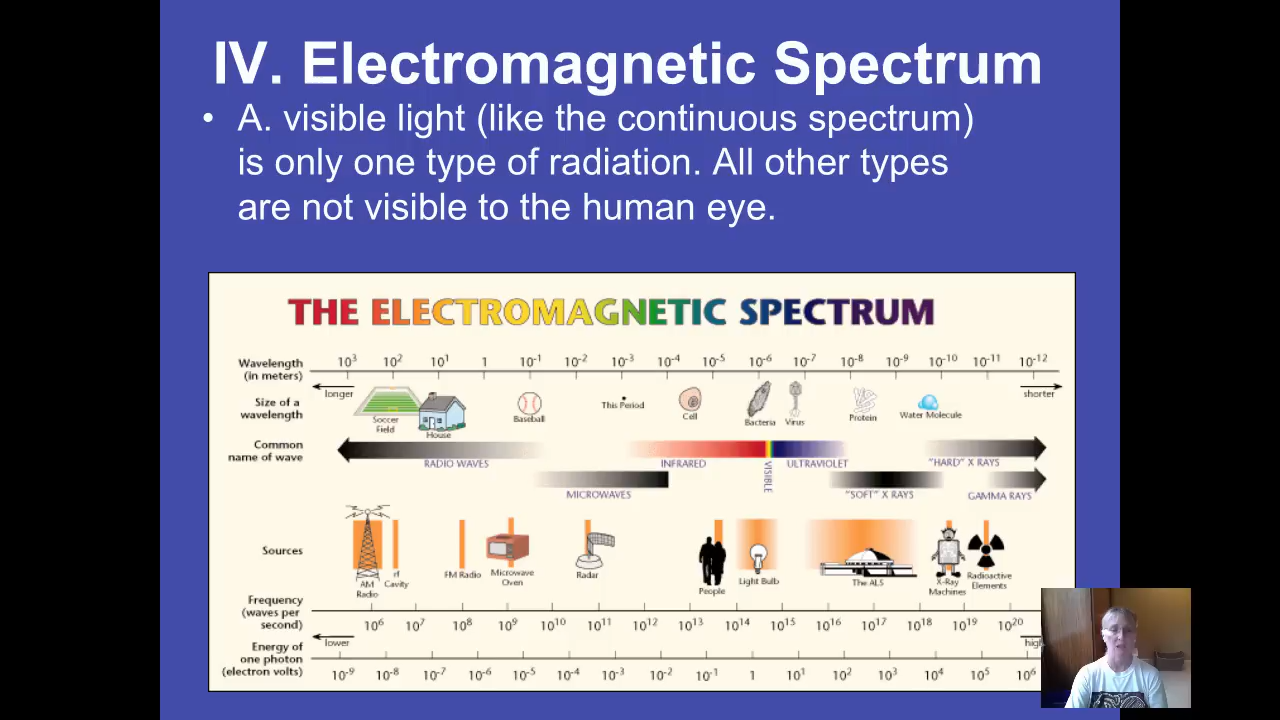 IV. Electromagnetic Spectrum
• A. visible light (like the continuous spectrum)
is only one type of radiation. All other types
are not visible to the human eye.
THE ELECTROMAGNETIC SPECTRUM
Wavelength (in meters) 10³ 10² 10¹ 1 10⁻¹ 10⁻² 10⁻³ 10⁻⁴ 10⁻⁵ 10⁻⁶ 10⁻⁷ 10⁻⁸ 10⁻⁹ 10⁻¹⁰ 10⁻¹¹ 10⁻¹²
longer shorter
Size of a wavelength Soccer Field House Baseball This Period Cell Bacteria Virus Protein Water Molecule
Common name of wave RADIO WAVES INFRARED VISIBLE ULTRAVIOLET "HARD" X RAYS
MICROWAVES "SOFT" X RAYS GAMMA RAYS
Sources AM Radio rf Cavity FM Radio Microwave Oven Radar People Light Bulb The ALS X-Ray Machines Radioactive Elements
Frequency (waves per second) 10⁶ 10⁷ 10⁸ 10⁹ 10¹⁰ 10¹¹ 10¹² 10¹³ 10¹⁴ 10¹⁵ 10¹⁶ 10¹⁷ 10¹⁸ 10¹⁹ 10²⁰
lower
Energy of one photon (electron volts) 10⁻⁹ 10⁻⁸ 10⁻⁷ 10⁻⁶ 10⁻⁵ 10⁻⁴ 10⁻³ 10⁻² 10⁻¹ 1 10¹ 10² 10³ 10⁴ 10⁵ 10⁶